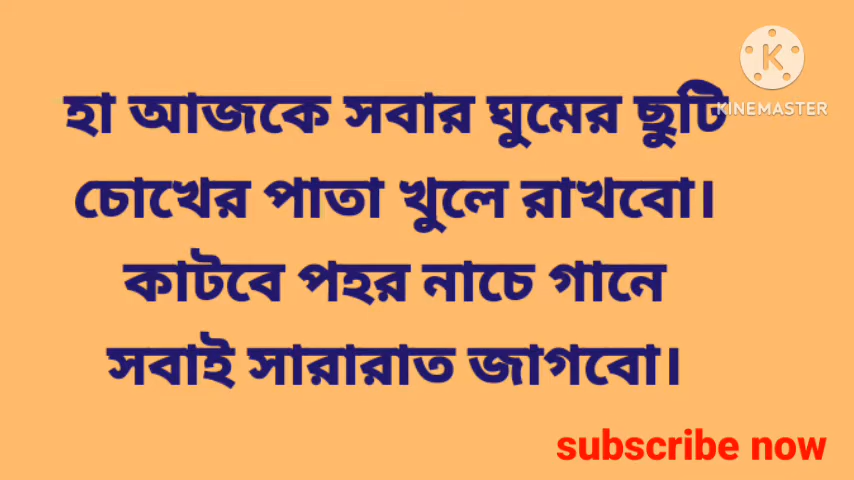 হা আজকে সবার ঘুমের ছুটি
KINEMASTER
চোখের পাতা খুলে রাখবো।
কাটবে পহর নাচে গানে
সবাই সারারাত জাগবো।
subscribe now